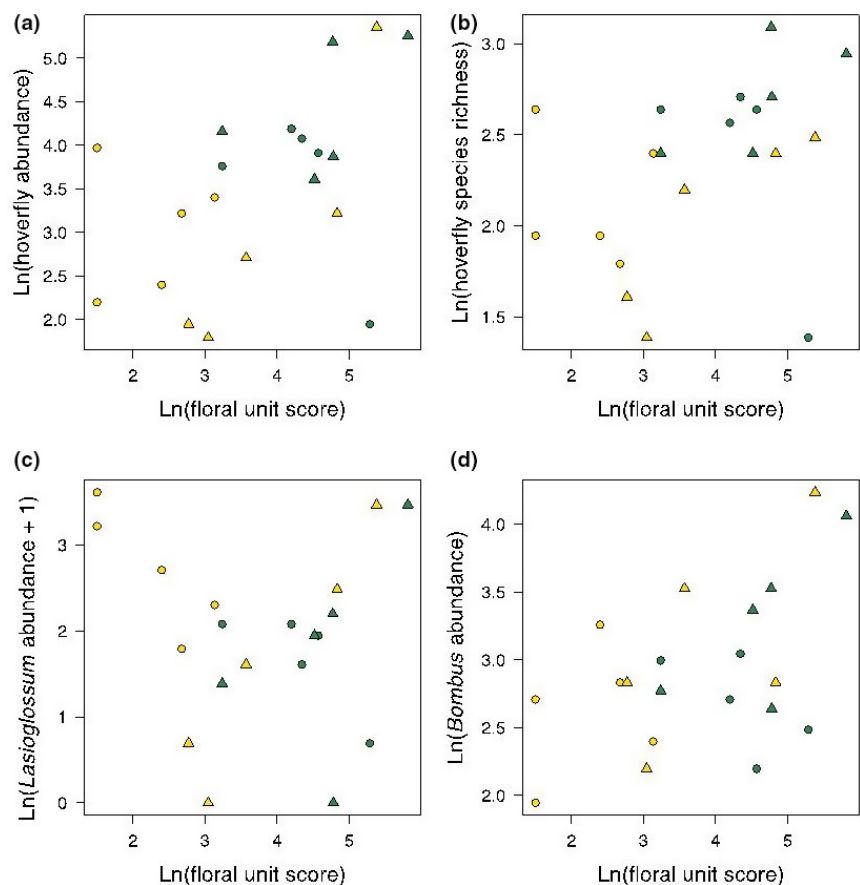 (a)
Ln(hoverfly abundance)
5.0
4.5
4.0
3.5
3.0
2.5
2.0
2 3 4 5
Ln(floral unit score)
(b)
Ln(hoverfly species richness)
3.0
2.5
2.0
1.5
2 3 4 5
Ln(floral unit score)
(c)
Ln(Lasioglossum abundance + 1)
3
2
1
0
2 3 4 5
Ln(floral unit score)
(d)
Ln(Bombus abundance)
4.0
3.5
3.0
2.5
2.0
2 3 4 5
Ln(floral unit score)